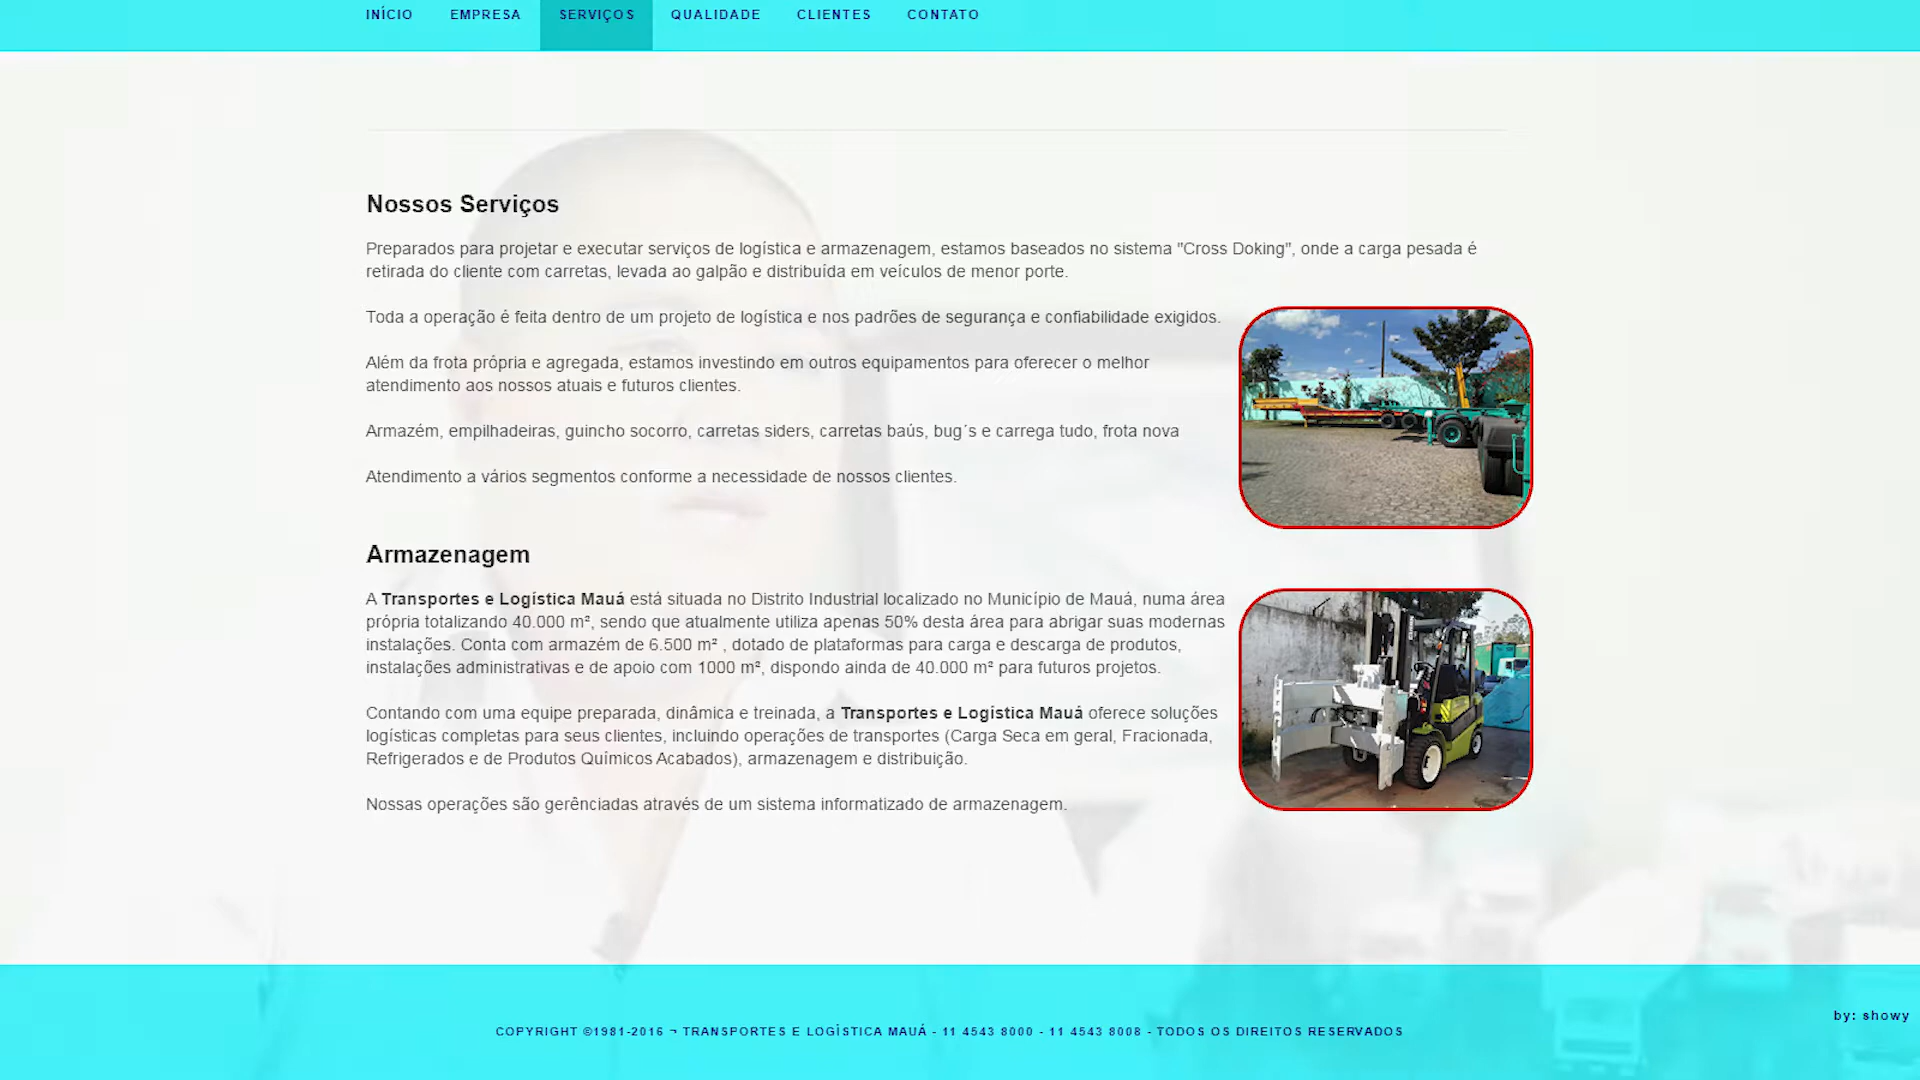 INÍCIO EMPRESA SERVIÇOS QUALIDADE CLIENTES CONTATO
Nossos Serviços
Preparados para projetar e executar serviços de logística e armazenagem, estamos baseados no sistema "Cross Doking", onde a carga pesada é
retirada do cliente com carretas, levada ao galpão e distribuída em veículos de menor porte.
Toda a operação é feita dentro de um projeto de logística e nos padrões de segurança e confiabilidade exigidos.
Além da frota própria e agregada, estamos investindo em outros equipamentos para oferecer o melhor
atendimento aos nossos atuais e futuros clientes.
Armazém, empilhadeiras, guincho socorro, carretas siders, carretas baús, bug´s e carrega tudo, frota nova
Atendimento a vários segmentos conforme a necessidade de nossos clientes.
Armazenagem
A Transportes e Logística Mauá está situada no Distrito Industrial localizado no Município de Mauá, numa área
própria totalizando 40.000 m², sendo que atualmente utiliza apenas 50% desta área para abrigar suas modernas
instalações. Conta com armazém de 6.500 m² , dotado de plataformas para carga e descarga de produtos,
instalações administrativas e de apoio com 1000 m², dispondo ainda de 40.000 m² para futuros projetos.
Contando com uma equipe preparada, dinâmica e treinada, a Transportes e Logística Mauá oferece soluções
logísticas completas para seus clientes, incluindo operações de transportes (Carga Seca em geral, Fracionada,
Refrigerados e de Produtos Químicos Acabados), armazenagem e distribuição.
Nossas operações são gerênciadas através de um sistema informatizado de armazenagem.
by: showy
COPYRIGHT ©1981-2016 ¬ TRANSPORTES E LOGÌSTICA MAUÁ - 11 4543 8000 - 11 4543 8008 - TODOS OS DIREITOS RESERVADOS